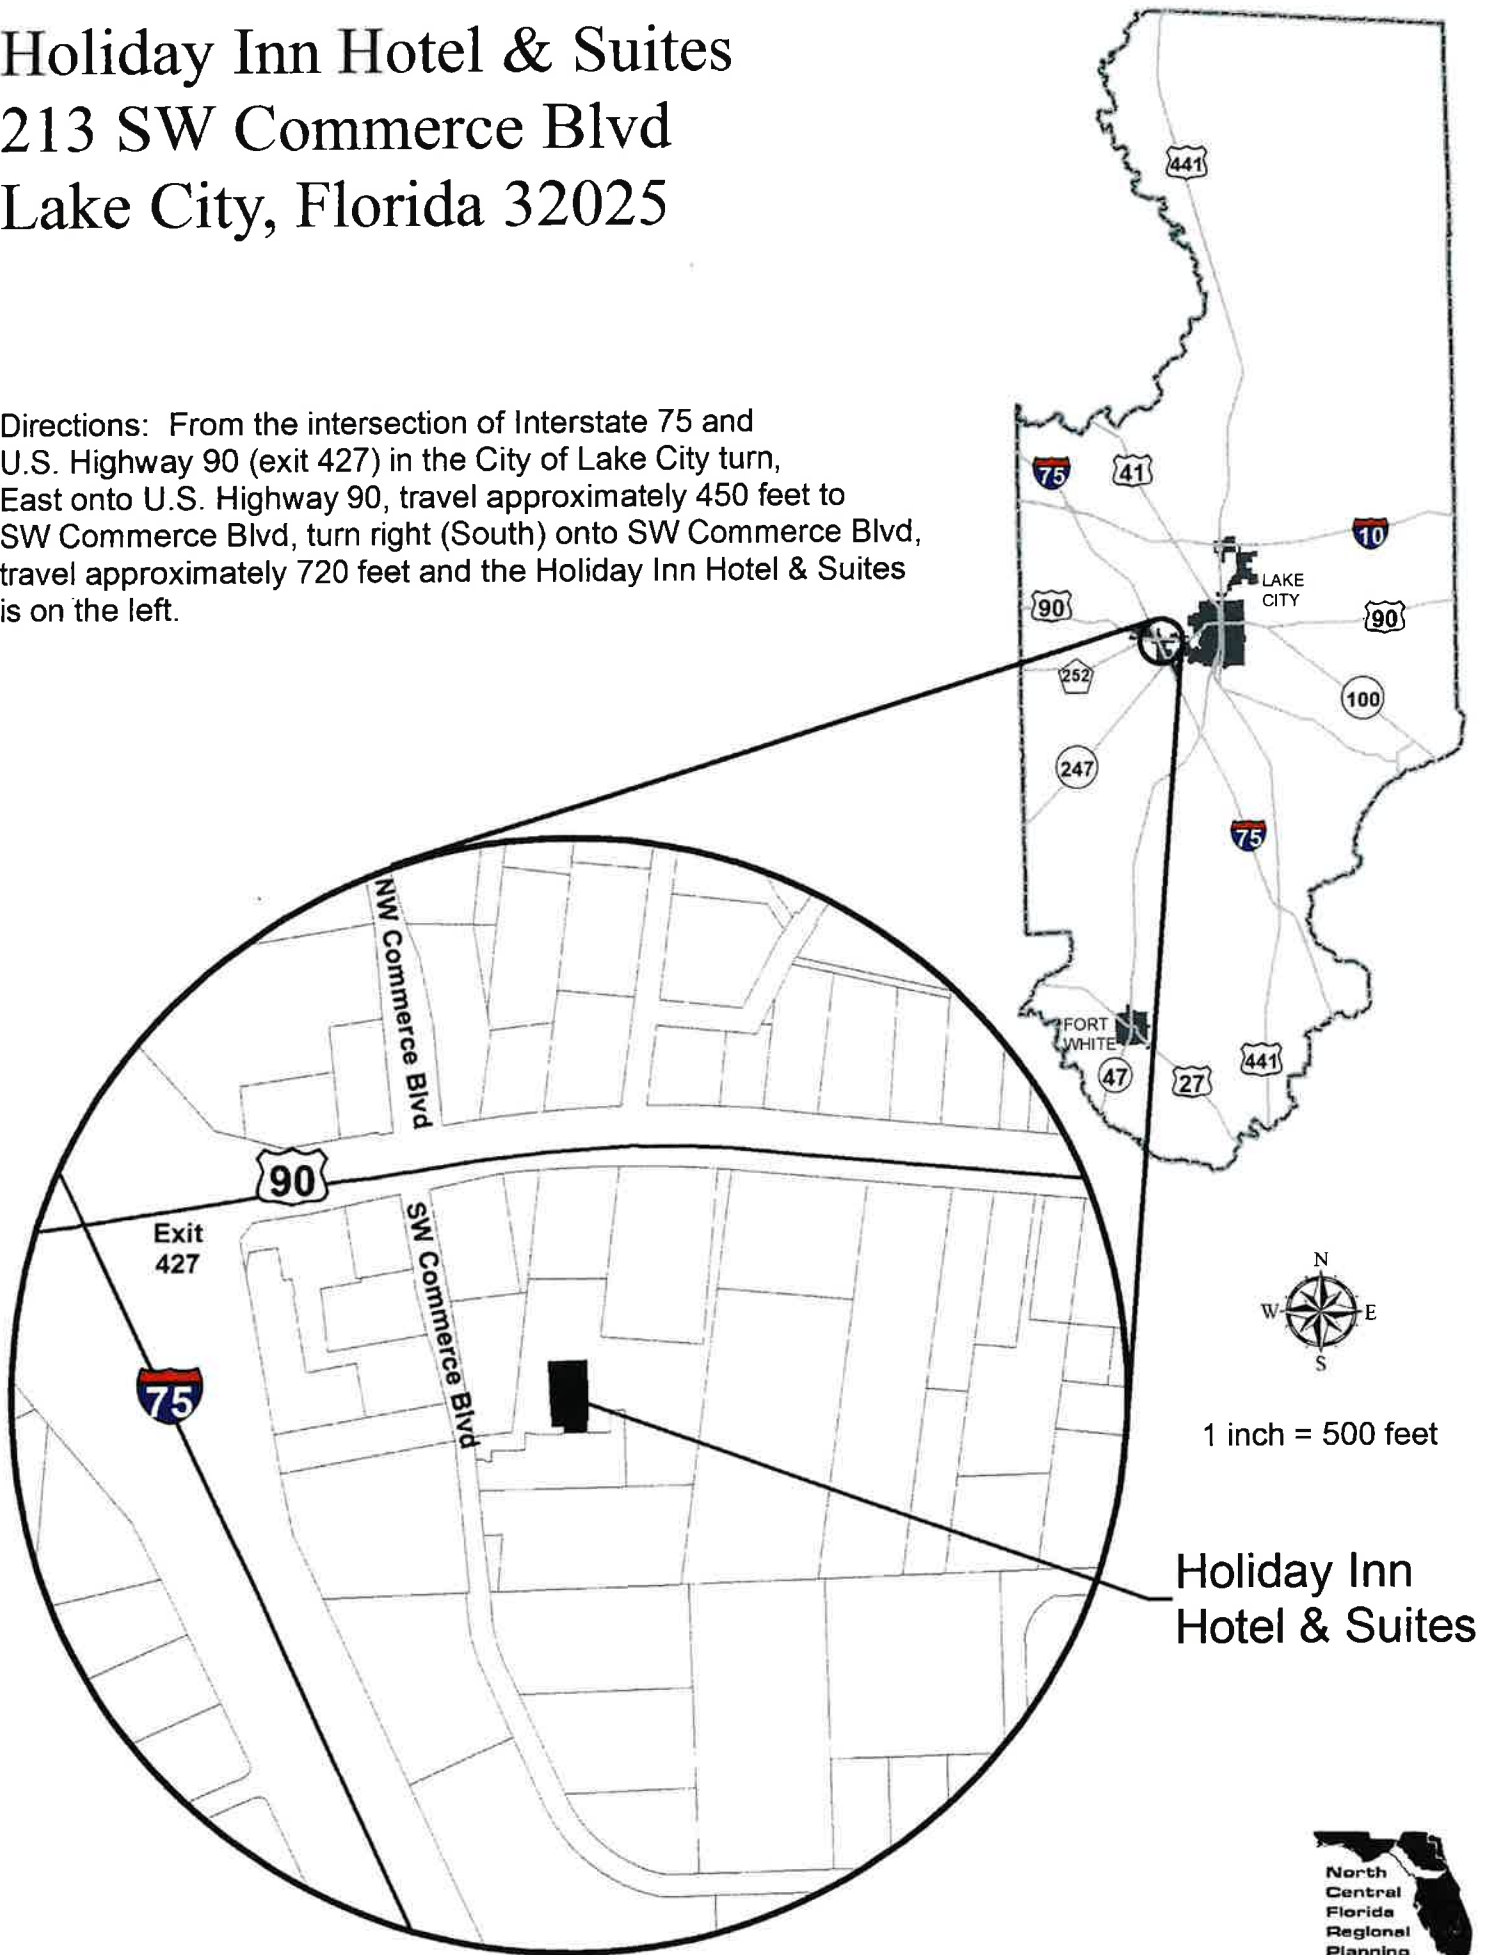 Holiday Inn Hotel & Suites
213 SW Commerce Blvd
Lake City, Florida 32025
Directions: From the intersection of Interstate 75 and
U.S. Highway 90 (exit 427) in the City of Lake City turn,
East onto U.S. Highway 90, travel approximately 450 feet to
SW Commerce Blvd, turn right (South) onto SW Commerce Blvd,
travel approximately 720 feet and the Holiday Inn Hotel & Suites
is on the left.
441
75
41
10
LAKE
CITY
90
90
252
100
247
75
FORT
WHITE
47
27
441
NW Commerce Blvd
90
Exit
427
SW Commerce Blvd
75
N
W
E
S
1 inch = 500 feet
Holiday Inn
Hotel & Suites
North
Central
Florida
Regional
Planning